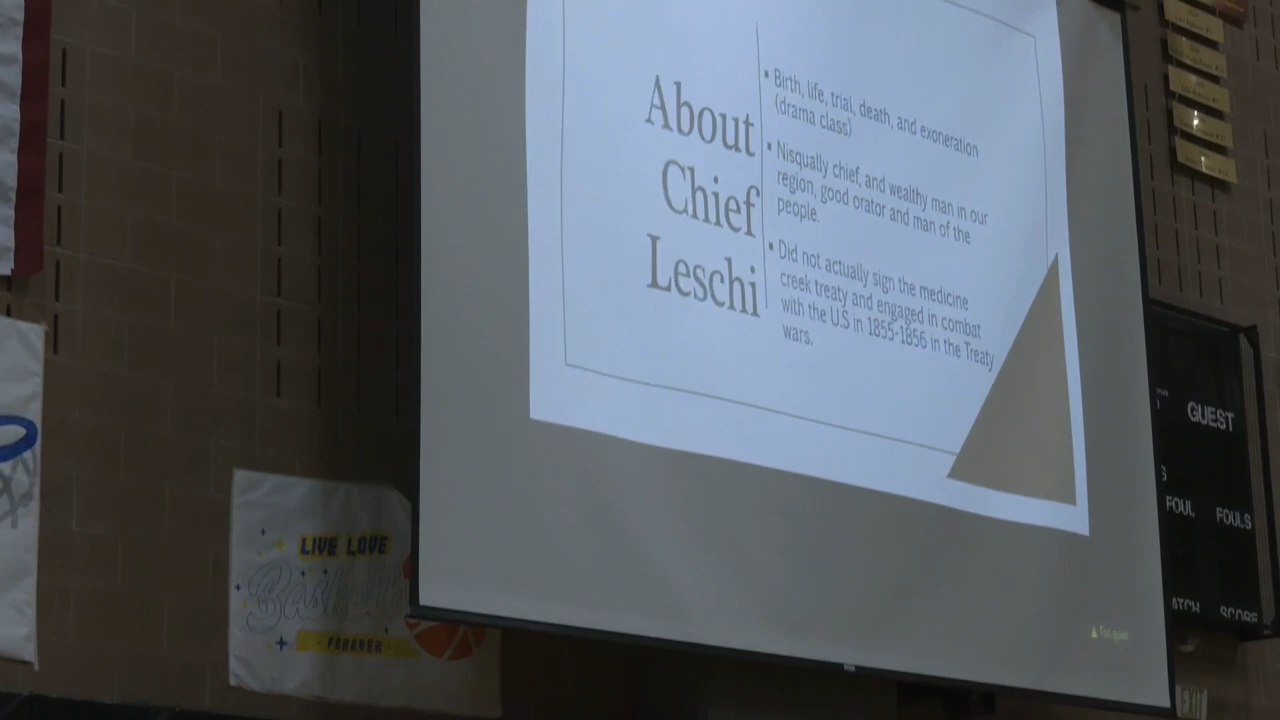 About
Chief
Leschi
▪ Birth, life, trial, death, and exoneration
(drama class)
▪ Nisqually chief, and wealthy man in our
region, good orator and man of the
people.
▪ Did not actually sign the medicine
creek treaty and engaged in combat
with the U.S in 1855-1856 in the Treaty
wars.
LIVE LOVE
FOREVER
GUEST
FOUL FOULS
SCORE
EXIT